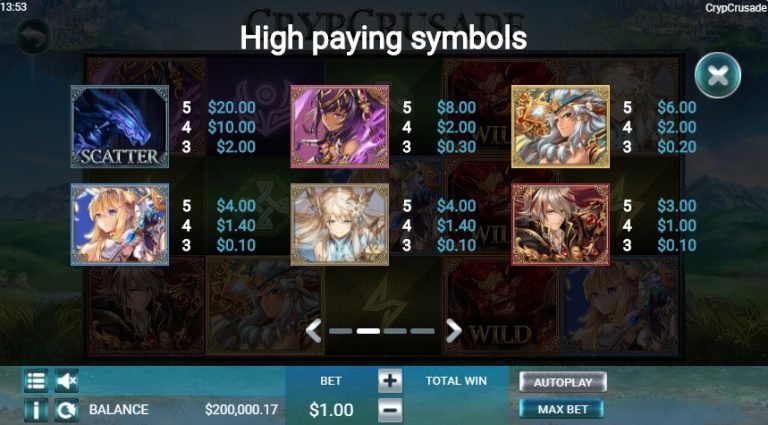 13:53
CrypCrusade
CRYPCRUSADE
High paying symbols
SCATTER
5 $20.00
4 $10.00
3 $2.00
5 $8.00
4 $2.00
3 $0.30
5 $6.00
4 $2.00
3 $0.20
WILD
5 $4.00
4 $1.40
3 $0.10
5 $4.00
4 $1.40
3 $0.10
5 $3.00
4 $1.00
3 $0.10
WILD
WILD
BET
TOTAL WIN
AUTOPLAY
BALANCE $200,000.17
$1.00
MAX BET